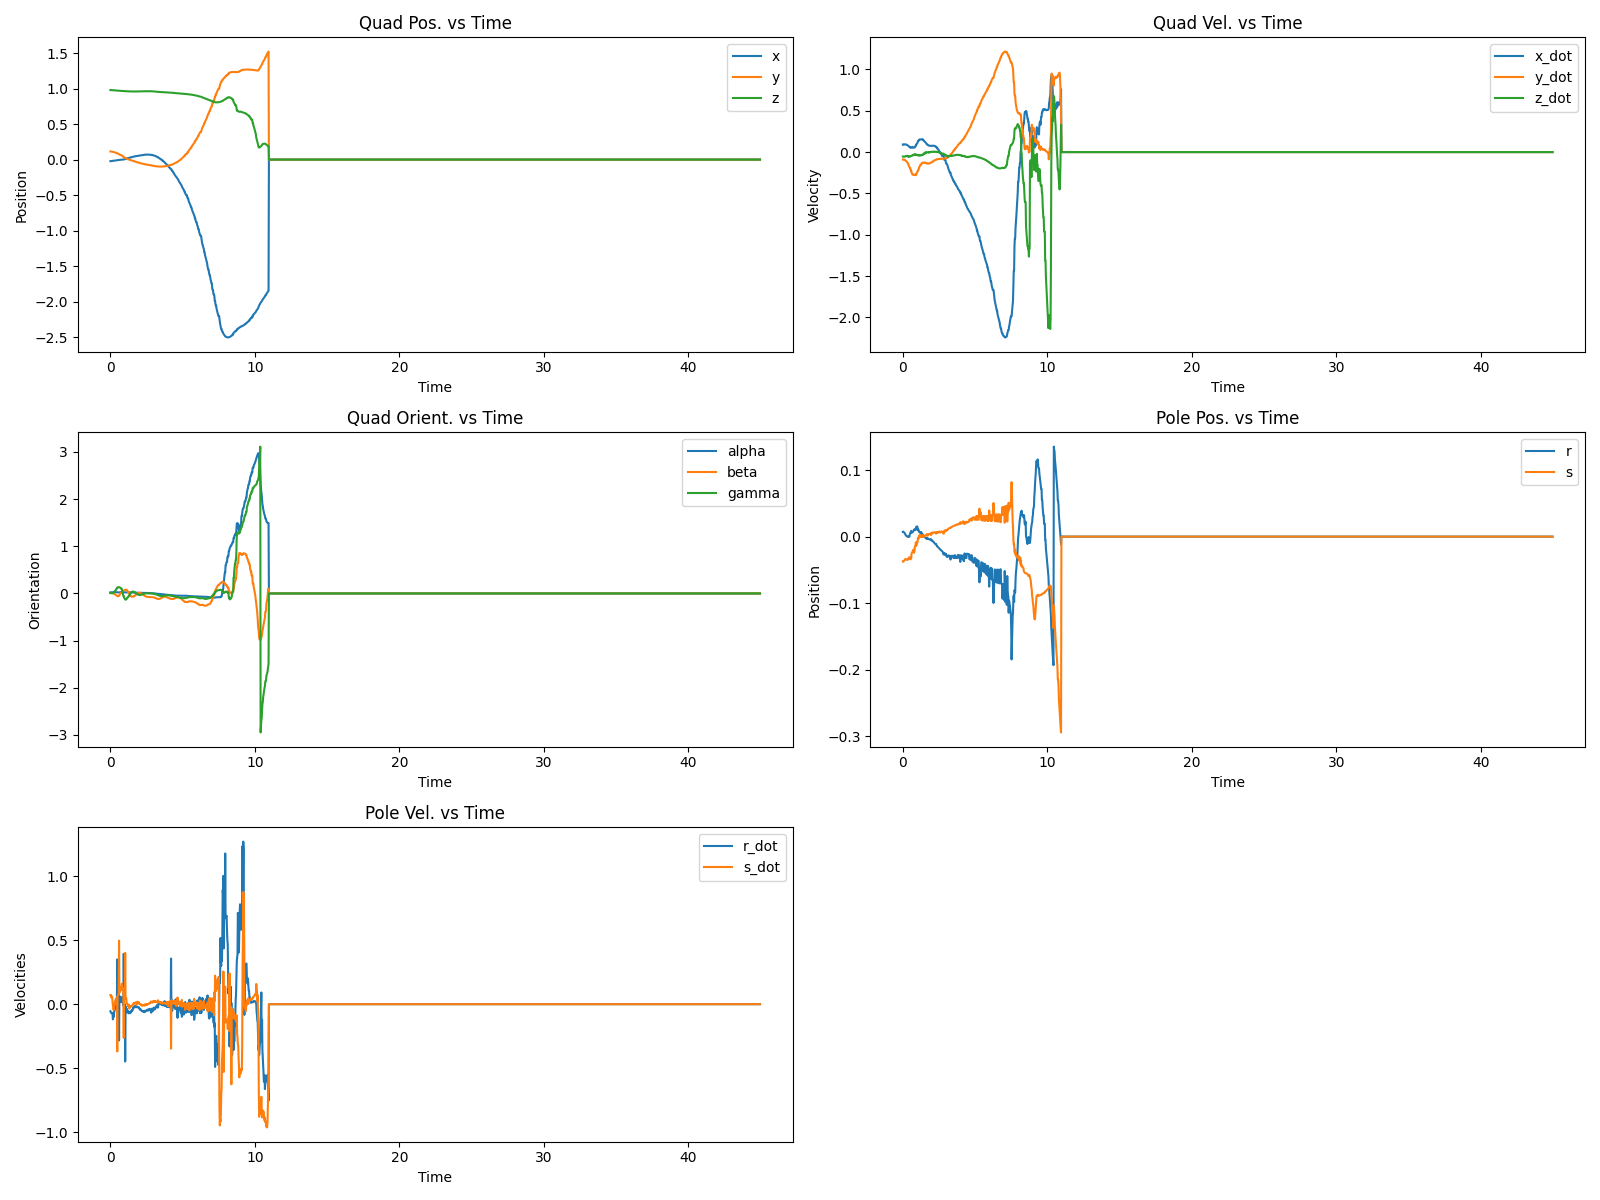 Quad Pos. vs Time
Position
1.5
1.0
0.5
0.0
−0.5
−1.0
−1.5
−2.0
−2.5
x
y
z
0 10 20 30 40
Time
Quad Vel. vs Time
Velocity
1.0
0.5
0.0
−0.5
−1.0
−1.5
−2.0
x_dot
y_dot
z_dot
0 10 20 30 40
Time
Quad Orient. vs Time
Orientation
3
2
1
0
−1
−2
−3
alpha
beta
gamma
0 10 20 30 40
Time
Pole Pos. vs Time
Position
0.1
0.0
−0.1
−0.2
−0.3
r
s
0 10 20 30 40
Time
Pole Vel. vs Time
Velocities
1.0
0.5
0.0
−0.5
−1.0
r_dot
s_dot
0 10 20 30 40
Time